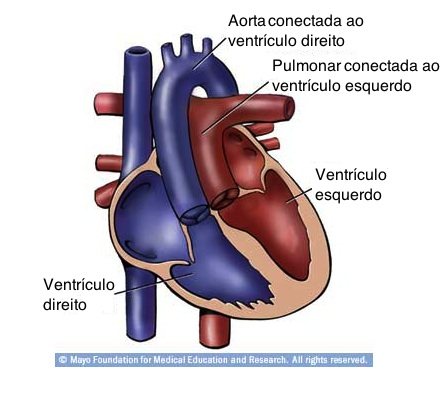 Aorta conectada ao
ventrículo direito
Pulmonar conectada ao
ventrículo esquerdo
Ventrículo
esquerdo
Ventrículo
direito
© Mayo Foundation for Medical Education and Research. All rights reserved.